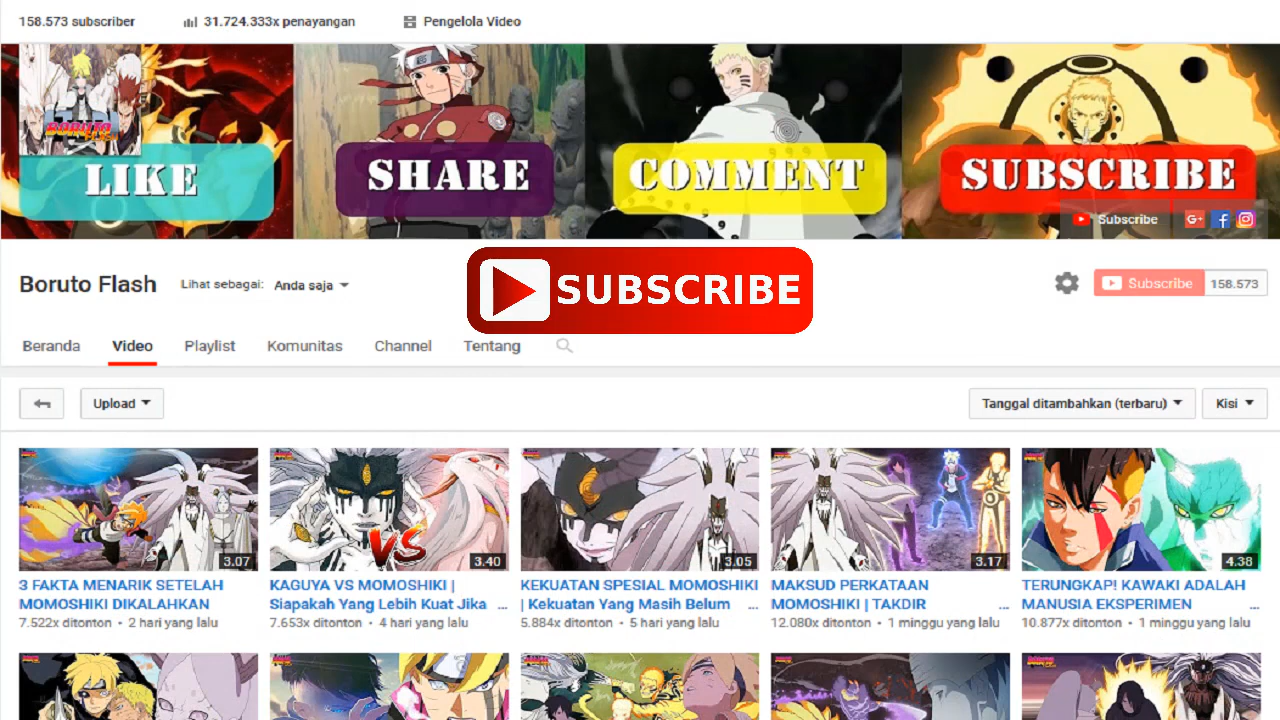 158.573 subscriber 31.724.333x penayangan Pengelola Video
BORUTO
LIKE SHARE COMMENT SUBSCRIBE
Subscribe G+ f
SUBSCRIBE
Boruto Flash Lihat sebagai: Anda saja Subscribe 158.573
Beranda Video Playlist Komunitas Channel Tentang
Upload Tanggal ditambahkan (terbaru) Kisi
VS
3.07 3.40 3.05 3.17 4.38
3 FAKTA MENARIK SETELAH
MOMOSHIKI DIKALAHKAN
7.522x ditonton • 2 hari yang lalu
KAGUYA VS MOMOSHIKI |
Siapakah Yang Lebih Kuat Jika ...
7.653x ditonton • 4 hari yang lalu
KEKUATAN SPESIAL MOMOSHIKI
| Kekuatan Yang Masih Belum ...
5.884x ditonton • 5 hari yang lalu
MAKSUD PERKATAAN
MOMOSHIKI | TAKDIR ...
12.080x ditonton • 1 minggu yang lalu
TERUNGKAP! KAWAKI ADALAH
MANUSIA EKSPERIMEN ...
10.877x ditonton • 1 minggu yang lalu